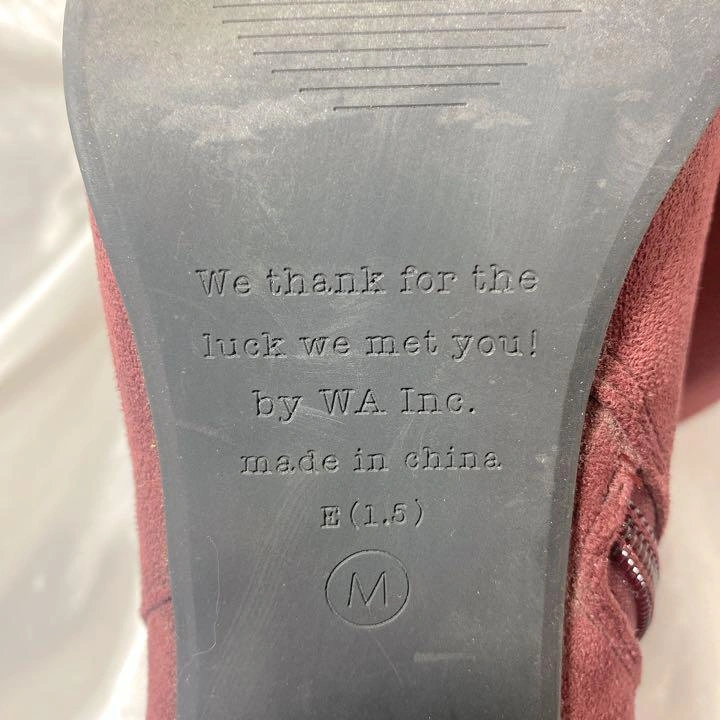 We thank for the
luck we met you!
by WA Inc.
made in china
E(1.5)
M